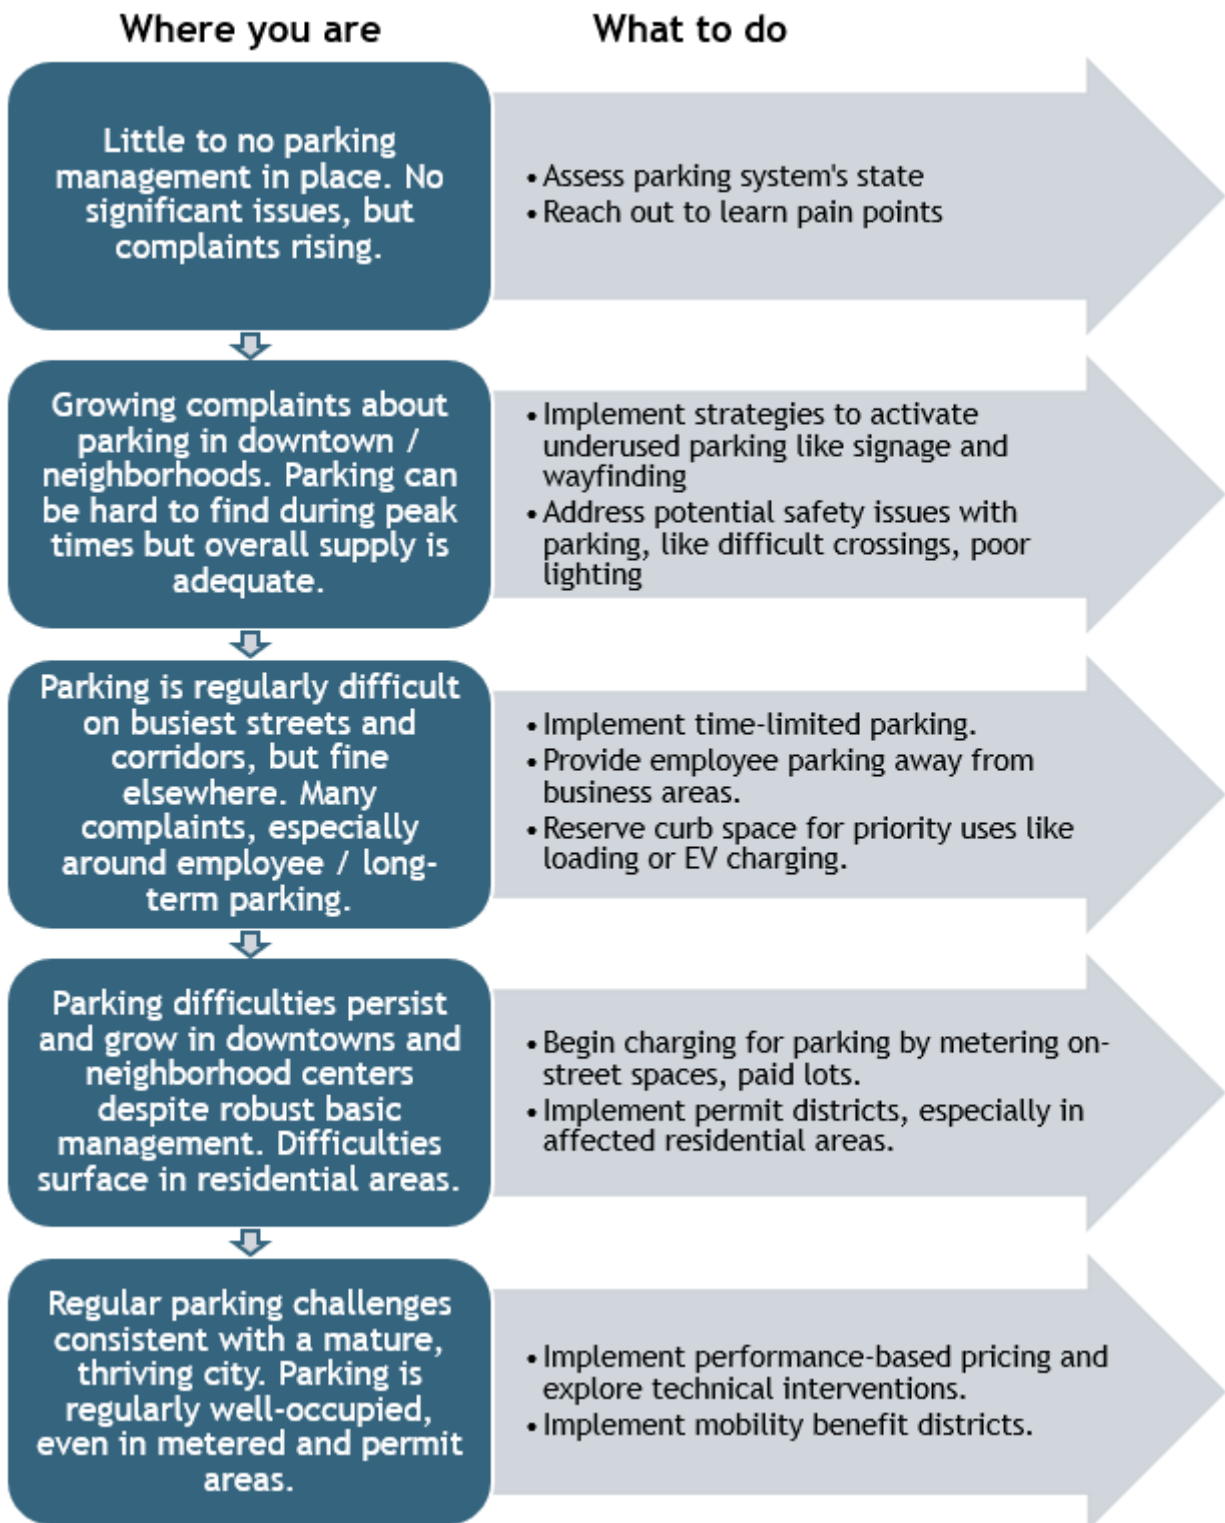 Where you are
What to do
Little to no parking
management in place. No
significant issues, but
complaints rising.
• Assess parking system's state
• Reach out to learn pain points
Growing complaints about
parking in downtown /
neighborhoods. Parking can
be hard to find during peak
times but overall supply is
adequate.
• Implement strategies to activate
underused parking like signage and
wayfinding
• Address potential safety issues with
parking, like difficult crossings, poor
lighting
Parking is regularly difficult
on busiest streets and
corridors, but fine
elsewhere. Many
complaints, especially
around employee / long-
term parking.
• Implement time-limited parking.
• Provide employee parking away from
business areas.
• Reserve curb space for priority uses like
loading or EV charging.
Parking difficulties persist
and grow in downtowns and
neighborhood centers
despite robust basic
management. Difficulties
surface in residential areas.
• Begin charging for parking by metering on-
street spaces, paid lots.
• Implement permit districts, especially in
affected residential areas.
Regular parking challenges
consistent with a mature,
thriving city. Parking is
regularly well-occupied,
even in metered and permit
areas.
• Implement performance-based pricing and
explore technical interventions.
• Implement mobility benefit districts.